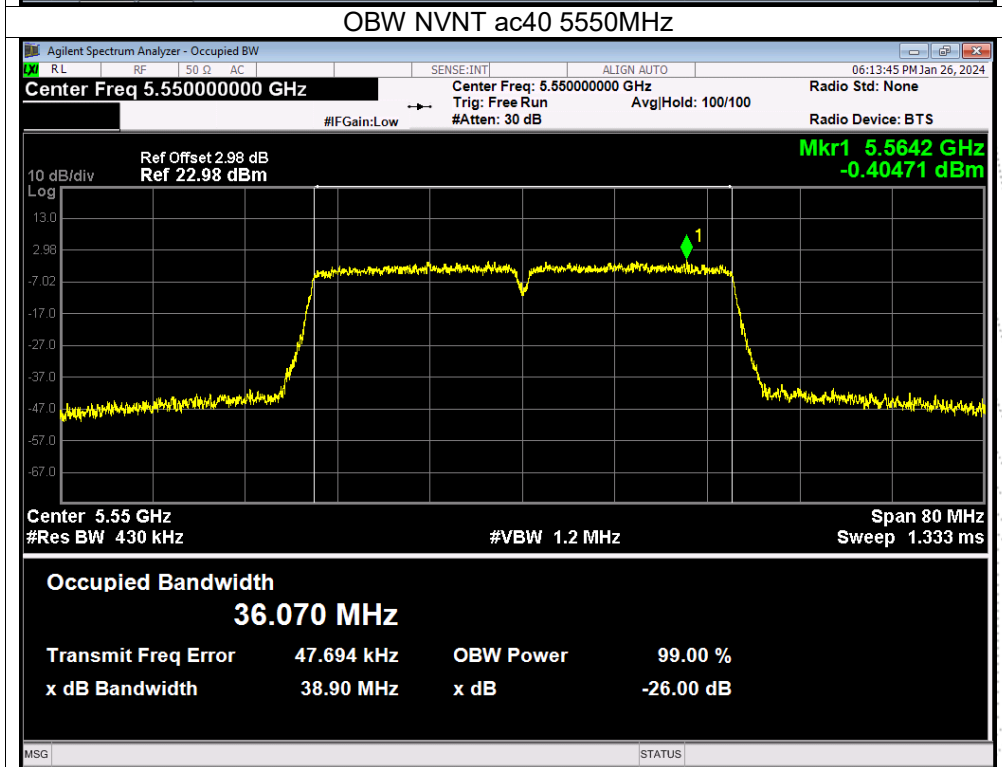 OBW NVNT ac40 5550MHz
Agilent Spectrum Analyzer - Occupied BW
LXI RL RF 50 Ω AC SENSE:INT ALIGN AUTO 06:13:45 PM Jan 26, 2024
Center Freq 5.550000000 GHz Center Freq: 5.550000000 GHz Radio Std: None
Trig: Free Run Avg|Hold: 100/100
#IFGain:Low #Atten: 30 dB Radio Device: BTS
Mkr1 5.5642 GHz
-0.40471 dBm
Ref Offset 2.98 dB
10 dB/div Ref 22.98 dBm
Log
13.0
2.98
-7.02
-17.0
-27.0
-37.0
-47.0
-57.0
-67.0
1
Center 5.55 GHz Span 80 MHz
#Res BW 430 kHz #VBW 1.2 MHz Sweep 1.333 ms
Occupied Bandwidth
36.070 MHz
Transmit Freq Error 47.694 kHz OBW Power 99.00 %
x dB Bandwidth 38.90 MHz x dB -26.00 dB
MSG STATUS